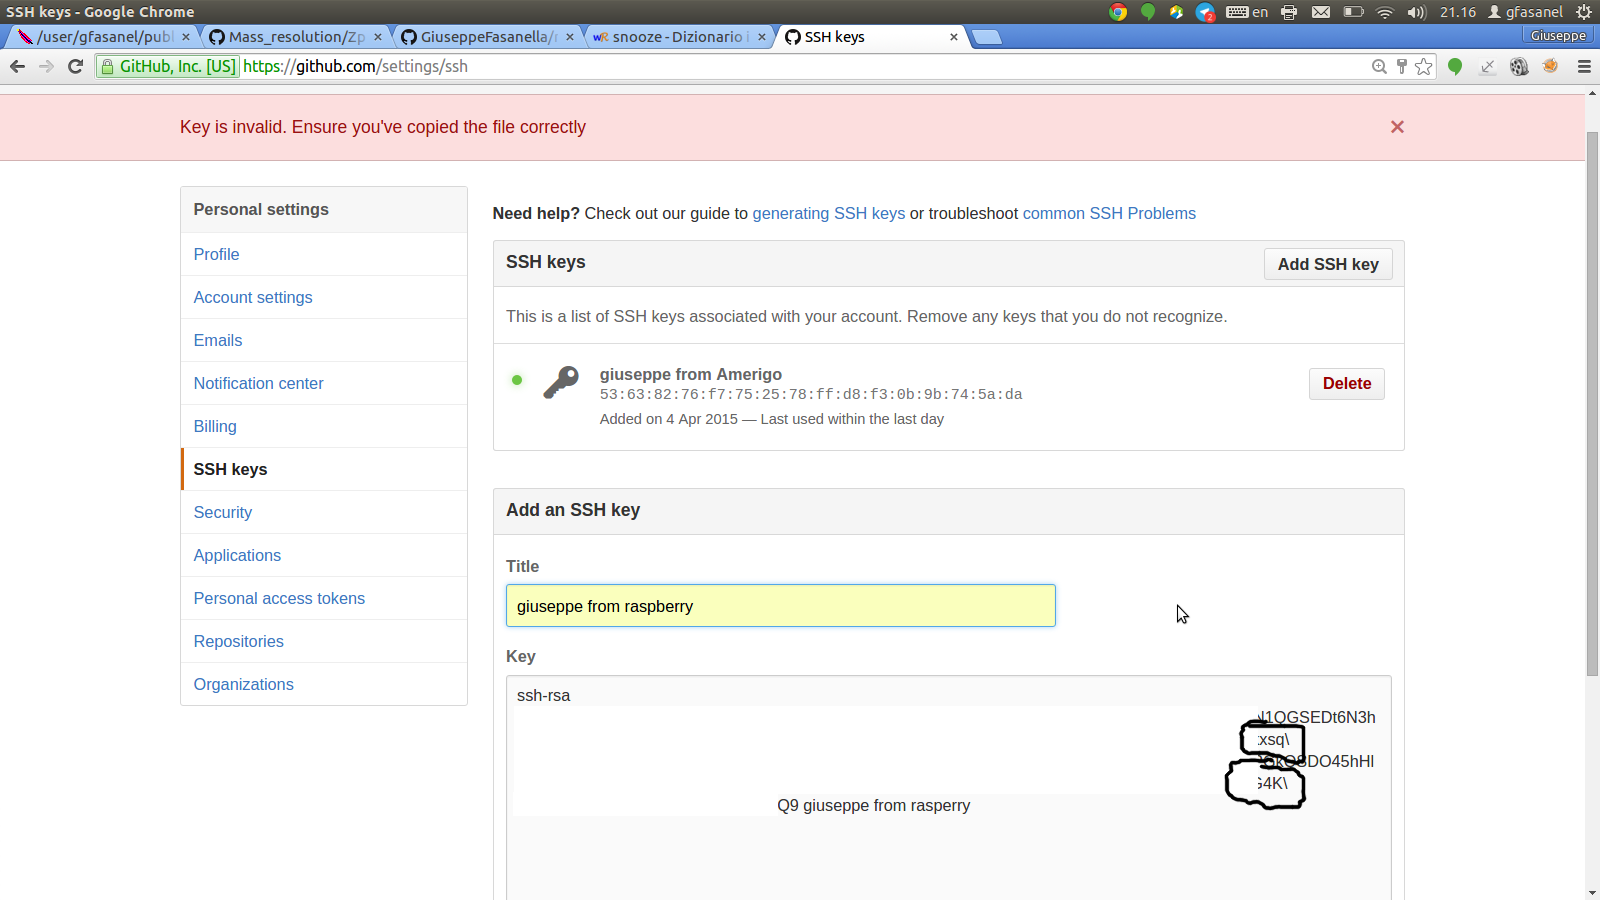 SSH keys - Google Chrome
2
en
21.16
gfasanel
/user/gfasanel/publ
Mass_resolution/Zp
GiuseppeFasanella/
wR snooze - Dizionario i
SSH keys
Giuseppe
GitHub, Inc. [US]
https://github.com/settings/ssh
Key is invalid. Ensure you've copied the file correctly
Personal settings
Profile
Account settings
Emails
Notification center
Billing
SSH keys
Security
Applications
Personal access tokens
Repositories
Organizations
Need help? Check out our guide to generating SSH keys or troubleshoot common SSH Problems
SSH keys
Add SSH key
This is a list of SSH keys associated with your account. Remove any keys that you do not recognize.
giuseppe from Amerigo
53:63:82:76:f7:75:25:78:ff:d8:f3:0b:9b:74:5a:da
Added on 4 Apr 2015 — Last used within the last day
Delete
Add an SSH key
Title
giuseppe from raspberry
Key
ssh-rsa
1QGSEDt6N3h
xsq\
SDO45hHl
4K\
Q9 giuseppe from rasperry